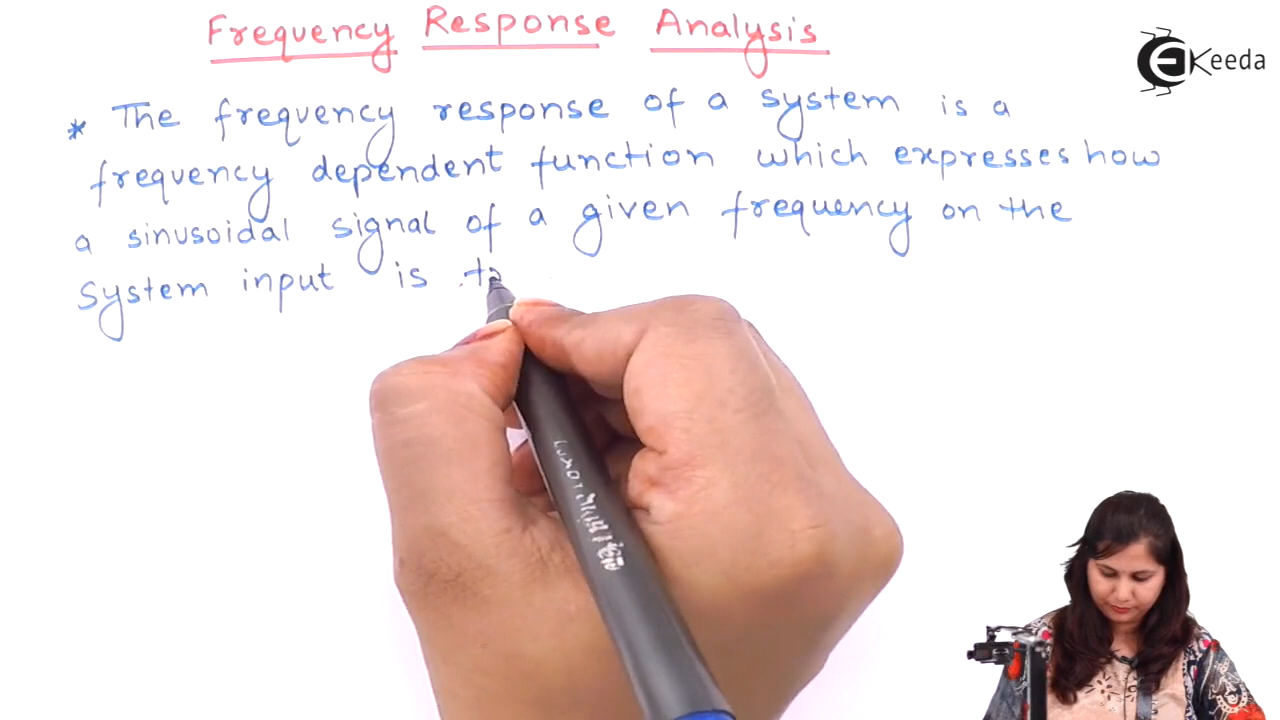 Frequency Response Analysis
EKeeda
* The frequency response of a system is a
frequency dependent function which expresses how
a sinusoidal signal of a given frequency on the
system input is